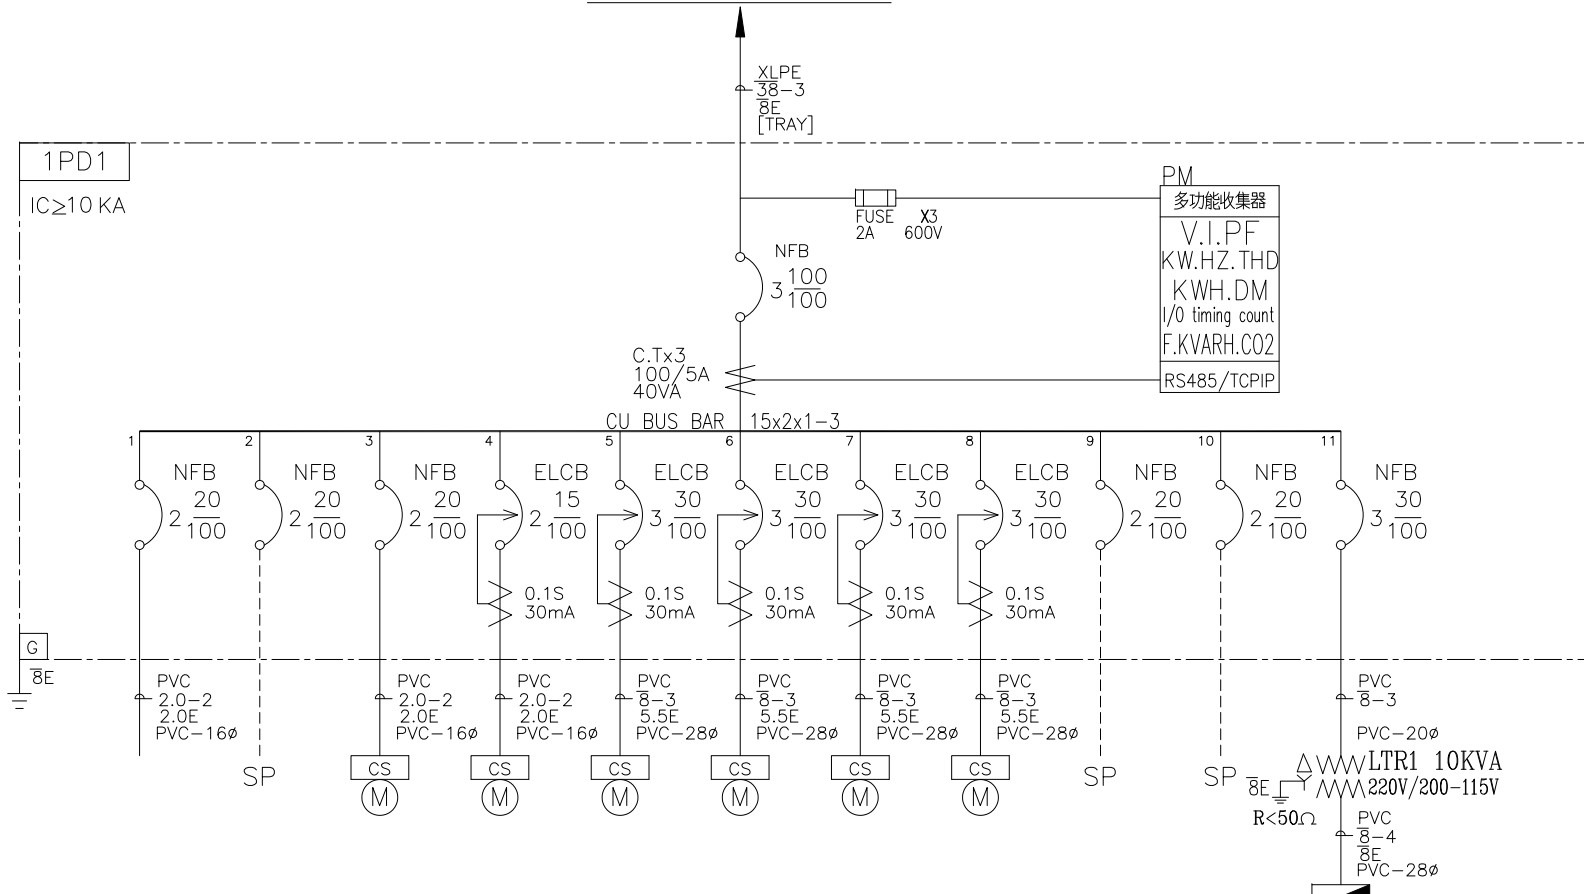 XLPE
38-3
8E
[TRAY]
1PD1
IC≥10 KA
PM
多功能收集器
V.I.PF
KW.HZ.THD
KWH.DM
I/O timing count
F.KVARH.CO2
RS485/TCPIP
FUSE X3
2A 600V
NFB
3 100
100
C.Tx3
100/5A
40VA
CU BUS BAR 15x2x1-3
1 2 3 4 5 6 7 8 9 10 11
NFB NFB NFB ELCB ELCB ELCB ELCB ELCB NFB NFB NFB
20 20 20 15 30 30 30 30 20 20 30
2 2 2 2 3 3 3 3 2 2 3
100 100 100 100 100 100 100 100 100 100 100
0.1S 0.1S 0.1S 0.1S 0.1S
30mA 30mA 30mA 30mA 30mA
G
8E
PVC PVC PVC PVC PVC PVC PVC PVC
2.0-2 2.0-2 2.0-2 8-3 8-3 8-3 8-3 8-3
2.0E 2.0E 2.0E 5.5E 5.5E 5.5E 5.5E
PVC-16ø PVC-16ø PVC-16ø PVC-28ø PVC-28ø PVC-28ø PVC-28ø PVC-20ø
SP CS CS CS CS CS CS SP SP
M M M M M M
LTR1 10KVA
220V/200-115V
8E
R<50Ω
PVC
8-4
8E
PVC-28ø